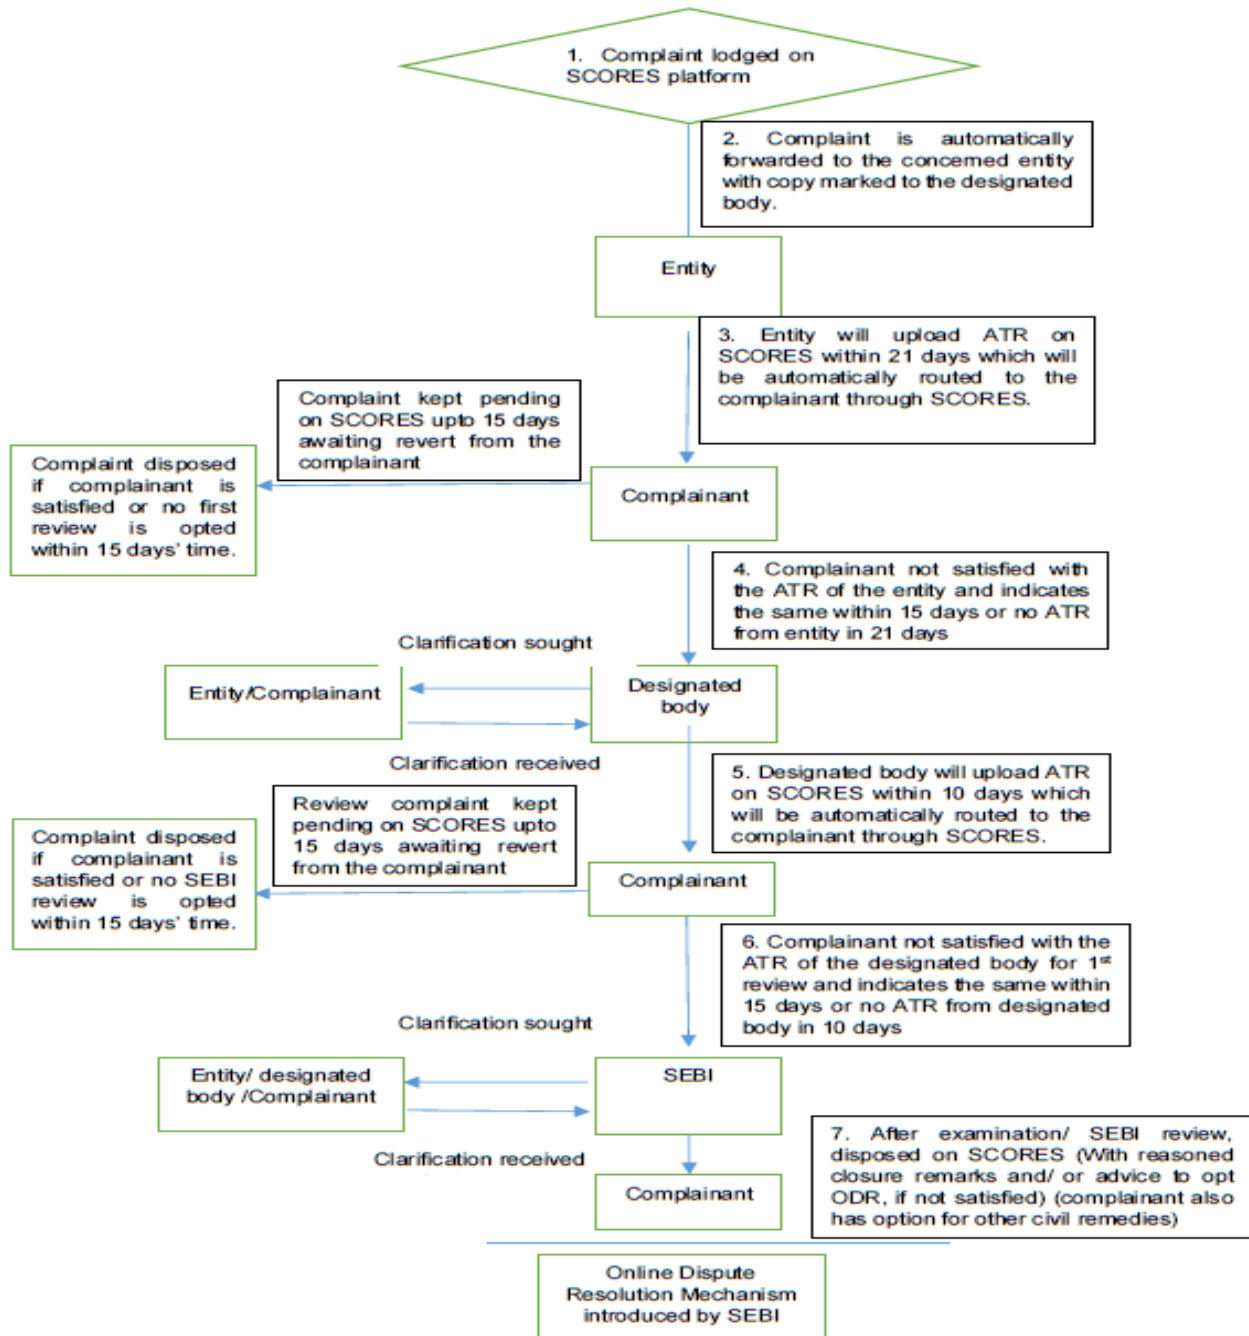 1. Complaint lodged on
SCORES platform
2. Complaint is automatically
forwarded to the concerned entity
with copy marked to the designated
body.
Entity
3. Entity will upload ATR on
SCORES within 21 days which will
be automatically routed to the
complainant through SCORES.
Complaint kept pending
on SCORES upto 15 days
awaiting revert from the
complainant
Complaint disposed
if complainant is
satisfied or no first
review is opted
within 15 days' time.
Complainant
4. Complainant not satisfied with
the ATR of the entity and indicates
the same within 15 days or no ATR
from entity in 21 days
Clarification sought
Entity/Complainant
Designated
body
Clarification received
5. Designated body will upload ATR
on SCORES within 10 days which
will be automatically routed to the
complainant through SCORES.
Review complaint kept
pending on SCORES upto
15 days awaiting revert
from the complainant
Complaint disposed
if complainant is
satisfied or no SEBI
review is opted
within 15 days' time.
Complainant
6. Complainant not satisfied with the
ATR of the designated body for 1st
review and indicates the same within
15 days or no ATR from designated
body in 10 days
Clarification sought
Entity/ designated
body /Complainant
SEBI
Clarification received
7. After examination/ SEBI review,
disposed on SCORES (With reasoned
closure remarks and/ or advice to opt
ODR, if not satisfied) (complainant also
has option for other civil remedies)
Complainant
Online Dispute
Resolution Mechanism
introduced by SEBI